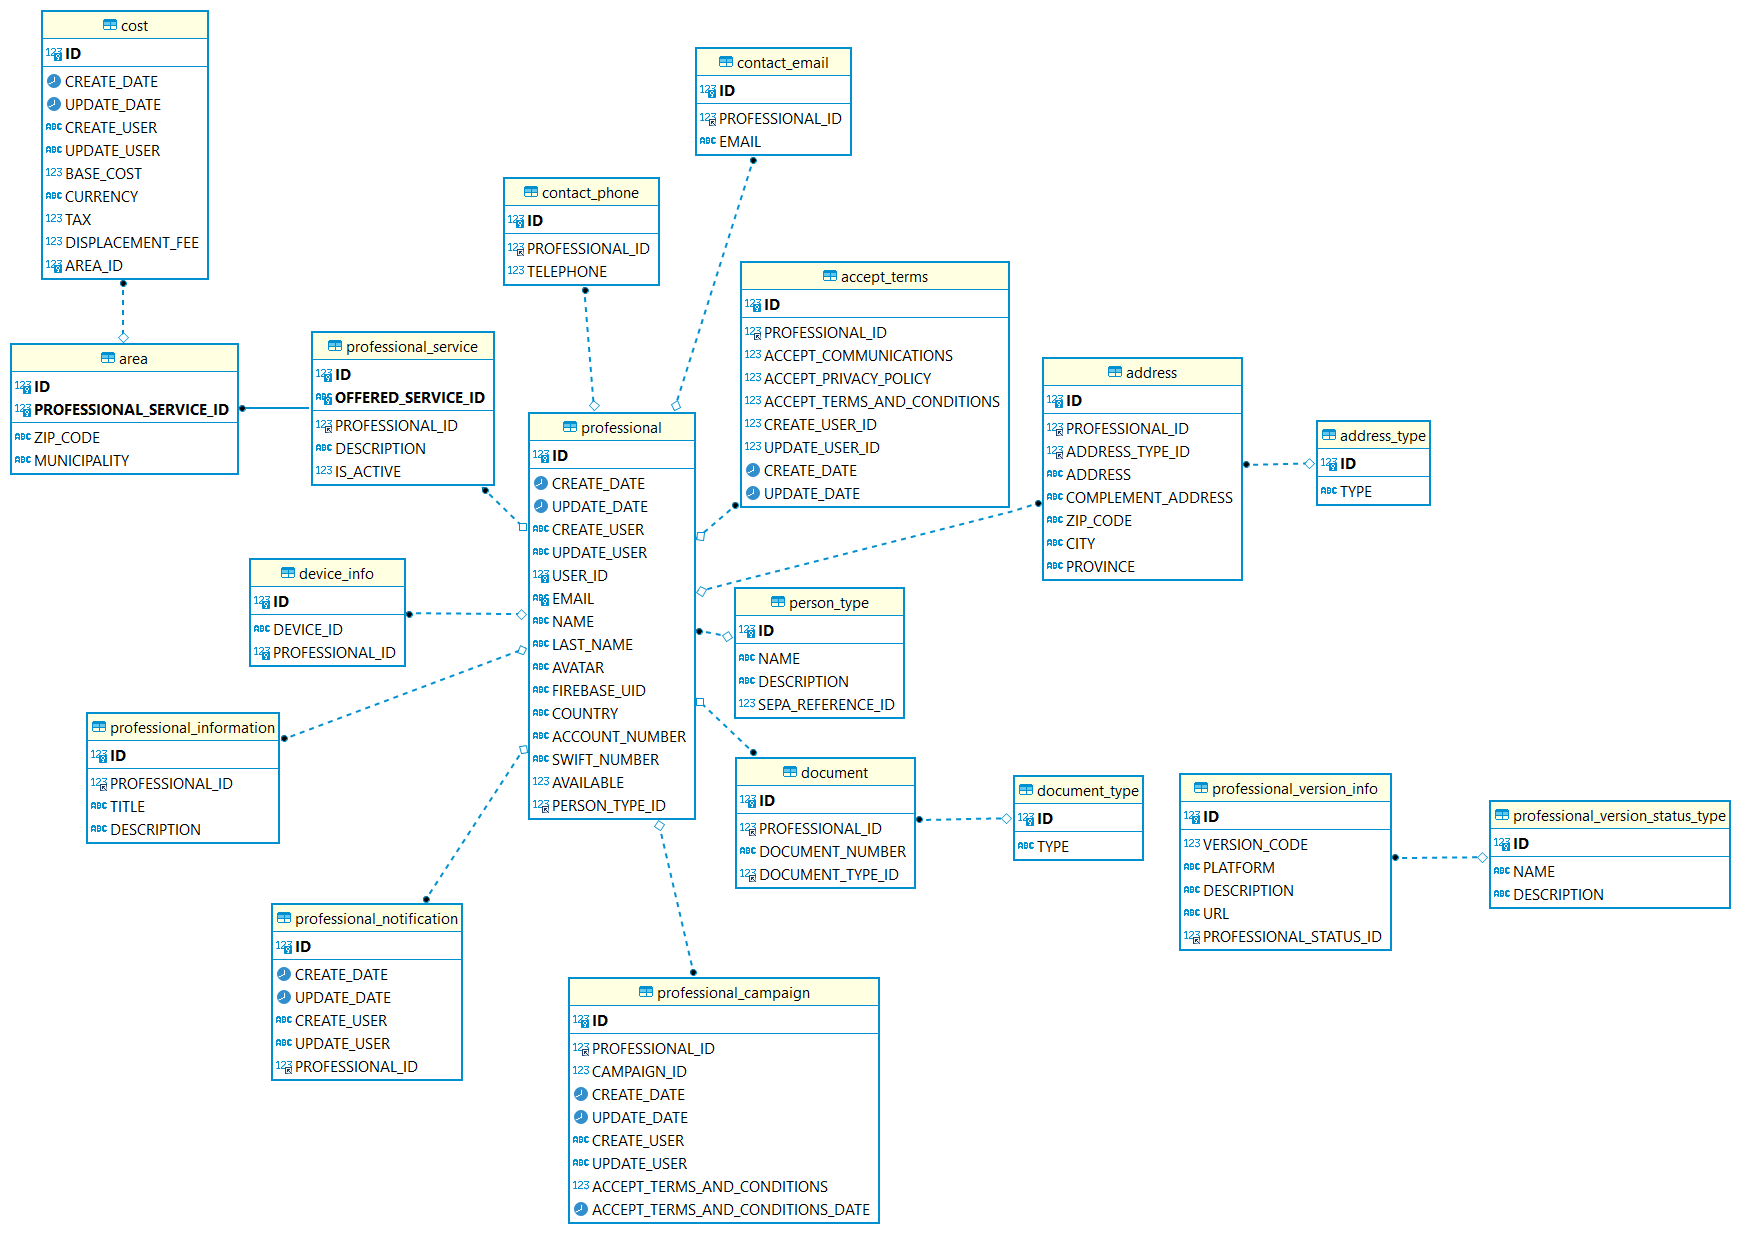 cost
ID
CREATE_DATE
UPDATE_DATE
CREATE_USER
UPDATE_USER
BASE_COST
CURRENCY
TAX
DISPLACEMENT_FEE
AREA_ID
contact_email
ID
PROFESSIONAL_ID
EMAIL
contact_phone
ID
PROFESSIONAL_ID
TELEPHONE
accept_terms
ID
PROFESSIONAL_ID
ACCEPT_COMMUNICATIONS
ACCEPT_PRIVACY_POLICY
ACCEPT_TERMS_AND_CONDITIONS
CREATE_USER_ID
UPDATE_USER_ID
CREATE_DATE
UPDATE_DATE
area
ID
PROFESSIONAL_SERVICE_ID
ZIP_CODE
MUNICIPALITY
professional_service
ID
OFFERED_SERVICE_ID
PROFESSIONAL_ID
DESCRIPTION
IS_ACTIVE
address
ID
PROFESSIONAL_ID
ADDRESS_TYPE_ID
ADDRESS
COMPLEMENT_ADDRESS
ZIP_CODE
CITY
PROVINCE
address_type
ID
TYPE
professional
ID
CREATE_DATE
UPDATE_DATE
CREATE_USER
UPDATE_USER
USER_ID
EMAIL
NAME
LAST_NAME
AVATAR
FIREBASE_UID
COUNTRY
ACCOUNT_NUMBER
SWIFT_NUMBER
AVAILABLE
PERSON_TYPE_ID
device_info
ID
DEVICE_ID
PROFESSIONAL_ID
person_type
ID
NAME
DESCRIPTION
SEPA_REFERENCE_ID
professional_information
ID
PROFESSIONAL_ID
TITLE
DESCRIPTION
document
ID
PROFESSIONAL_ID
DOCUMENT_NUMBER
DOCUMENT_TYPE_ID
document_type
ID
TYPE
professional_version_info
ID
VERSION_CODE
PLATFORM
DESCRIPTION
URL
PROFESSIONAL_STATUS_ID
professional_version_status_type
ID
NAME
DESCRIPTION
professional_notification
ID
CREATE_DATE
UPDATE_DATE
CREATE_USER
UPDATE_USER
PROFESSIONAL_ID
professional_campaign
ID
PROFESSIONAL_ID
CAMPAIGN_ID
CREATE_DATE
UPDATE_DATE
CREATE_USER
UPDATE_USER
ACCEPT_TERMS_AND_CONDITIONS
ACCEPT_TERMS_AND_CONDITIONS_DATE